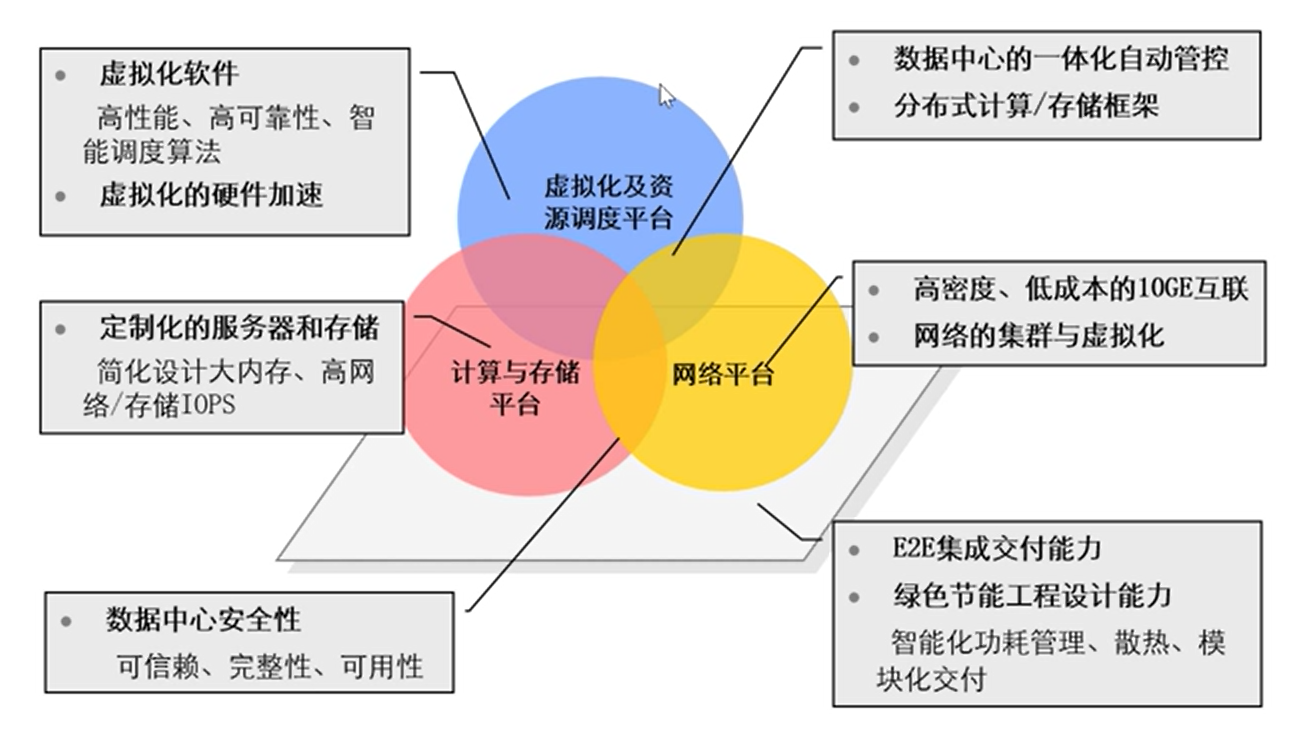 虚拟化软件
高性能、高可靠性、智
能调度算法
虚拟化的硬件加速
数据中心的一体化自动管控
分布式计算/存储框架
虚拟化及资
源调度平台
定制化的服务器和存储
简化设计大内存、高网
络/存储IOPS
高密度、低成本的10GE互联
网络的集群与虚拟化
计算与存储
平台
网络平台
数据中心安全性
可信赖、完整性、可用性
E2E集成交付能力
绿色节能工程设计能力
智能化功耗管理、散热、模
块化交付